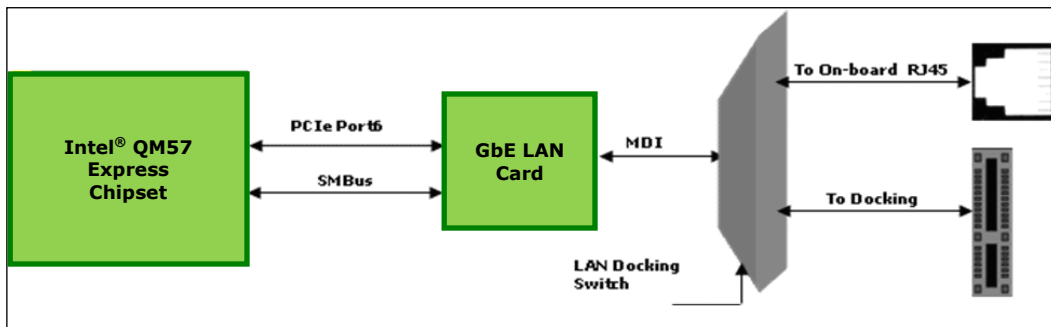 Intel® QM57
Express
Chipset
PCIe Port6
SMBus
GbE LAN
Card
MDI
LAN Docking
Switch
To On-board RJ45
To Docking